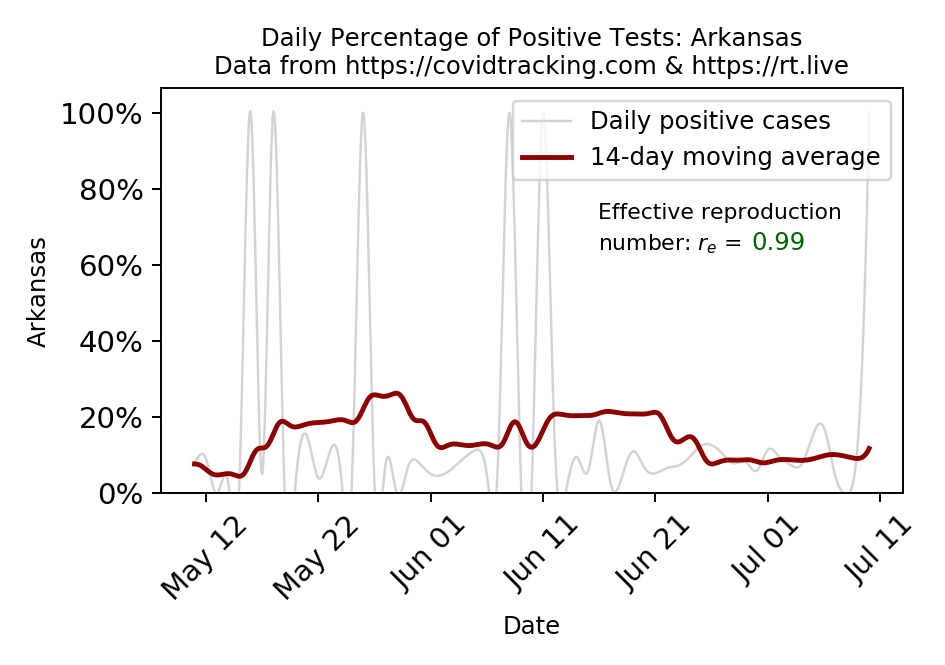 Daily Percentage of Positive Tests: Arkansas
Data from https://covidtracking.com & https://rt.live
100%
80%
60%
40%
20%
0%
Arkansas
Daily positive cases
14-day moving average
Effective reproduction
number: rₑ = 0.99
May 12
May 22
Jun 01
Jun 11
Jun 21
Jul 01
Jul 11
Date